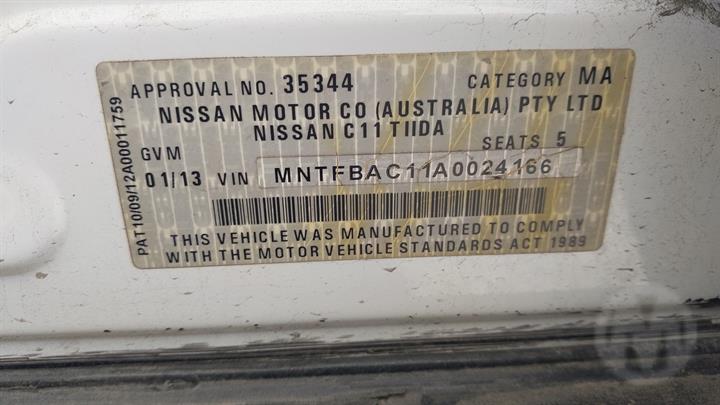 APPROVAL NO. 35344 CATEGORY MA
NISSAN MOTOR CO (AUSTRALIA) PTY LTD
NISSAN C11 TIIDA
GVM SEATS 5
01/13 VIN MNTFBAC11A0024166
THIS VEHICLE WAS MANUFACTURED TO COMPLY
WITH THE MOTOR VEHICLE STANDARDS ACT 1989
PAT10/09/12A00011759